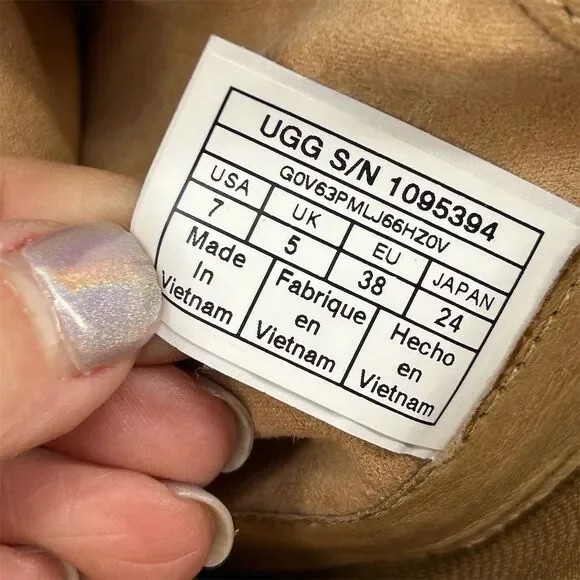 UGG S/N 1095394
G0V63PMLJ66HZ0V
USA UK EU JAPAN
7 5 38 24
Made
In
Vietnam
Fabrique
en
Vietnam
Hecho
en
Vietnam